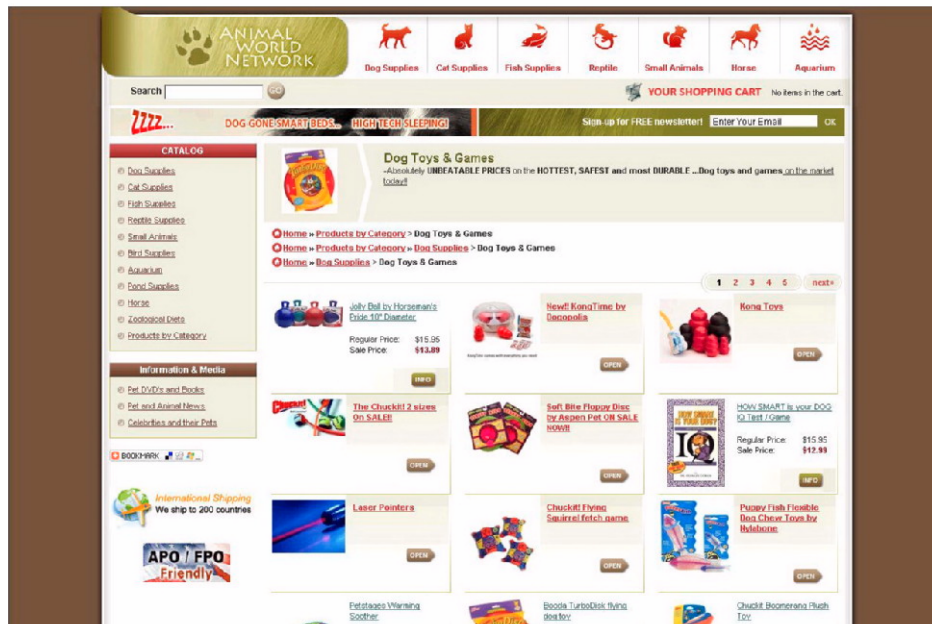 ANIMAL
WORLD
NETWORK
Dog Supplies
Cat Supplies
Fish Supplies
Reptile
Small Animals
Horse
Aquarium
Search
GO
YOUR SHOPPING CART No items in the cart.
ZZZZ... DOG GONE SMART BEDS... HIGH TECH SLEEPING!
Sign-up for FREE newsletter! Enter Your Email OK
CATALOG
Dog Supplies
Cat Supplies
Fish Supplies
Reptile Supplies
Small Animals
Bird Supplies
Aquarium
Pond Supplies
Horse
Zoological Diets
Products by Category
Information & Media
Pet DVD's and Books
Pet and Animal News
Celebrities and their Pets
BOOKMARK
International Shipping
We ship to 200 countries
APO / FPO
Friendly
Dog Toys & Games
-Absolutely UNBEATABLE PRICES on the HOTTEST, SAFEST and most DURABLE ...Dog toys and games on the market
today!!
Home » Products by Category > Dog Toys & Games
Home » Products by Category » Dog Supplies > Dog Toys & Games
Home » Dog Supplies > Dog Toys & Games
1 2 3 4 5 next»
Jolly Ball by Horseman's
Pride 10" Diameter
Regular Price: $15.95
Sale Price: $13.89
INFO
New!! KongTime by
Decopolis
OPEN
Kong Toys
OPEN
Chuckit!
The Chuckit! 2 sizes
ON SALE!!
OPEN
Soft Bite Floppy Disc
by Aspen Pet ON SALE
NOW!!
OPEN
HOW SMART
IS YOUR DOG?
IQ
HOW SMART is your DOG
IQ Test / Game
Regular Price: $15.95
Sale Price: $12.99
INFO
Laser Pointers
OPEN
Chuckit! Flying
Squirrel fetch game
OPEN
Puppy Fish Flexible
Dog Chew Toys by
Nylabone
OPEN
Petstages Warming
Soother
Booda TurboDisk flying
dog toy
Chuckit Boomerang Plush
Toy